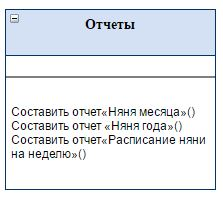 Отчеты
Составить отчет«Няня месяца»()
Составить отчет «Няня года»()
Составить отчет«Расписание няни
на неделю»()